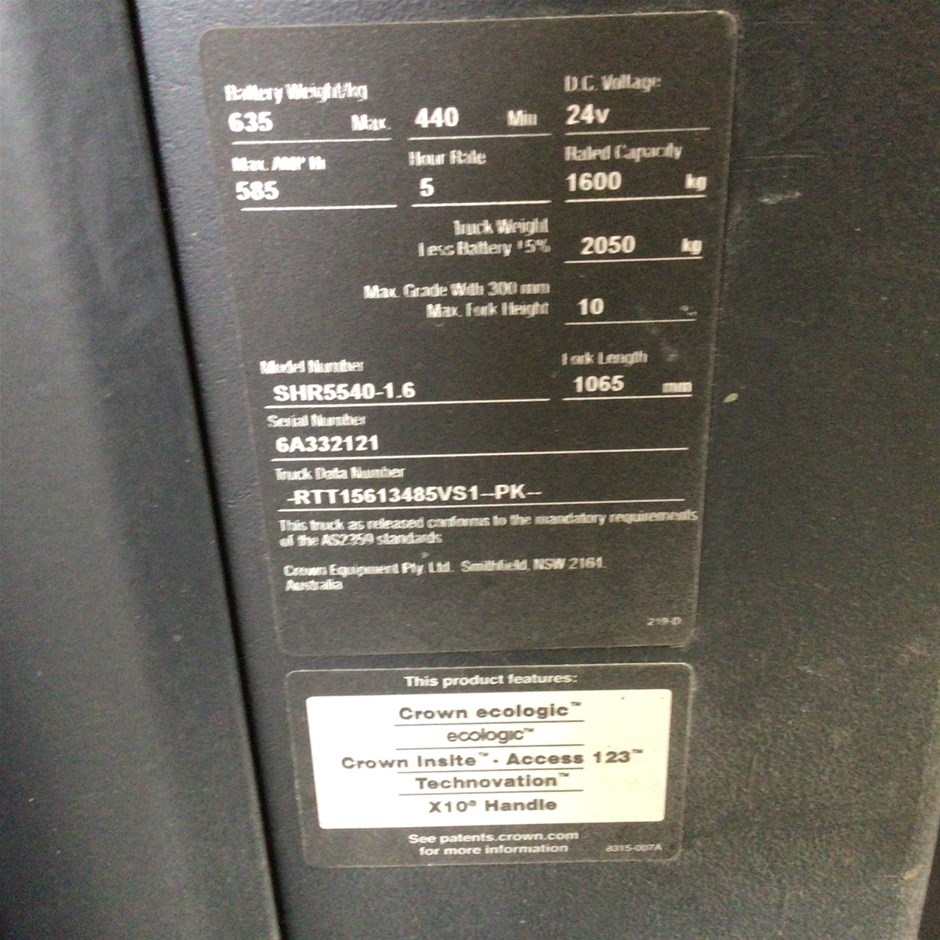 Battery Weight/kg
D.C. Voltage
635 Max. 440 Min 24v
Max. AMP Hr Hour Rate Rated Capacity
585 5 1600 kg
Truck Weight
Less Battery 5% 2050 kg
Max. Grade With 300 mm
Max. Fork Height 10
Model Number Fork Length
SHR5540-1.6 1065 mm
Serial Number
6A332121
Truck Data Number
-RTT15613485VS1--PK--
This truck as released conforms to the mandatory requirements
of the AS2359 standards
Crown Equipment Pty. Ltd. Smithfield, NSW 2164.
Australia
219-D
This product features:
Crown ecologic™
ecologic™
Crown Insite™ - Access 123™
Technovation™
X10® Handle
See patents.crown.com
for more information 8315-007A